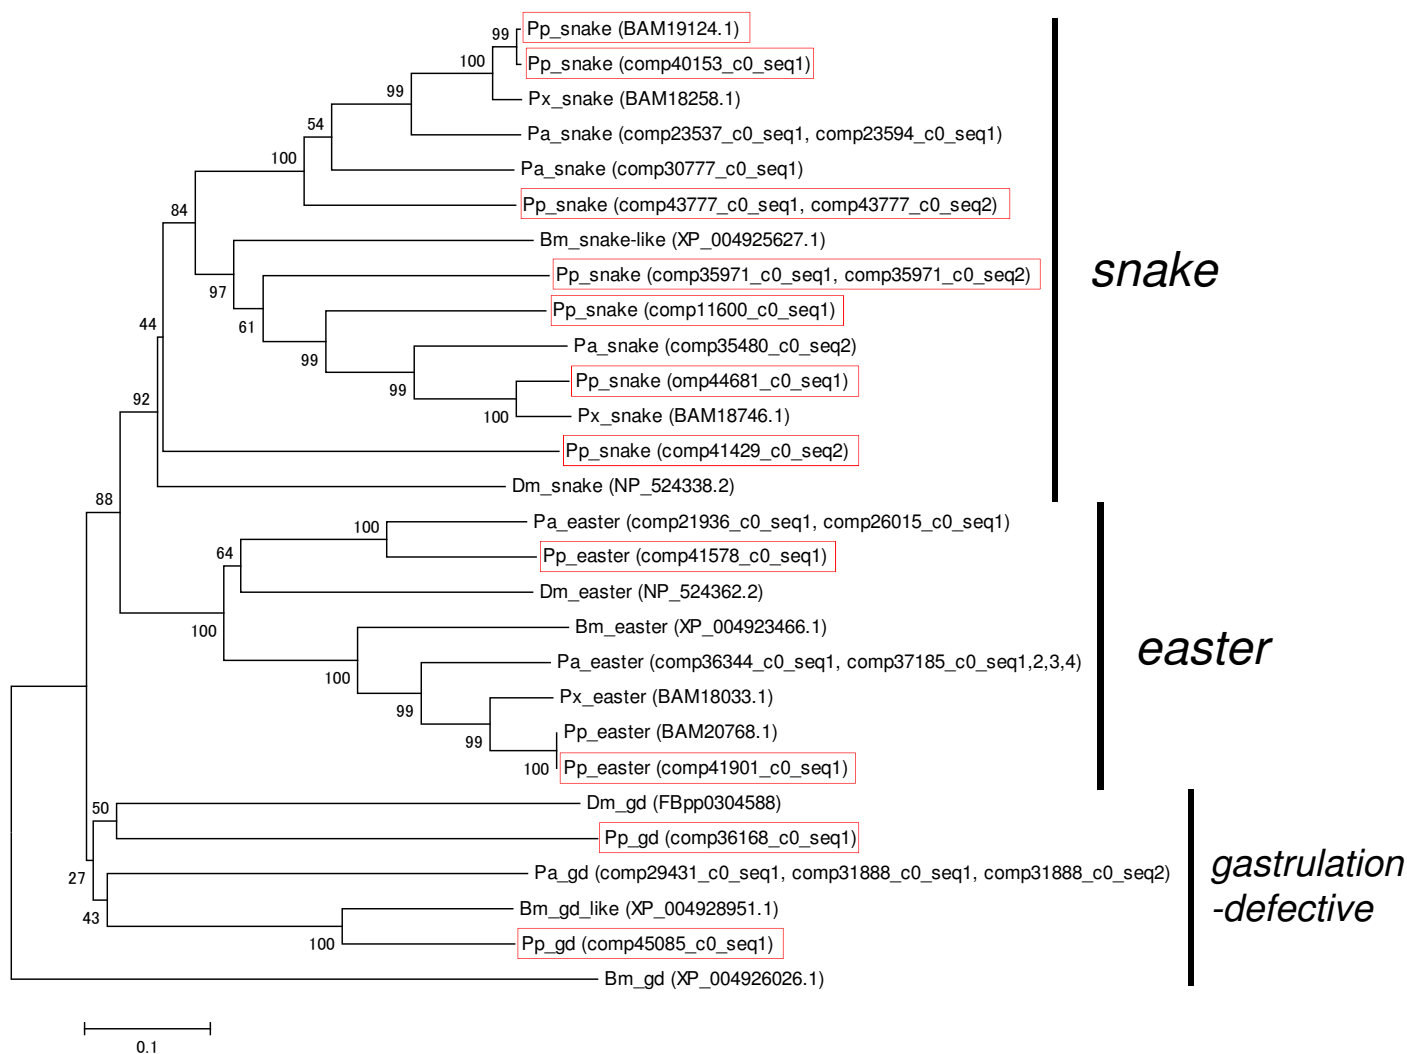 99
Pp_snake (BAM19124.1)
100
Pp_snake (comp40153_c0_seq1)
99
Px_snake (BAM18258.1)
54
Pa_snake (comp23537_c0_seq1, comp23594_c0_seq1)
100
Pa_snake (comp30777_c0_seq1)
84
Pp_snake (comp43777_c0_seq1, comp43777_c0_seq2)
Bm_snake-like (XP_004925627.1)
snake
97
Pp_snake (comp35971_c0_seq1, comp35971_c0_seq2)
44
61
Pp_snake (comp11600_c0_seq1)
99
Pa_snake (comp35480_c0_seq2)
99
Pp_snake (omp44681_c0_seq1)
92
100
Px_snake (BAM18746.1)
Pp_snake (comp41429_c0_seq2)
Dm_snake (NP_524338.2)
88
100
Pa_easter (comp21936_c0_seq1, comp26015_c0_seq1)
64
Pp_easter (comp41578_c0_seq1)
Dm_easter (NP_524362.2)
100
Bm_easter (XP_004923466.1)
easter
100
Pa_easter (comp36344_c0_seq1, comp37185_c0_seq1,2,3,4)
99
Px_easter (BAM18033.1)
99
Pp_easter (BAM20768.1)
100
Pp_easter (comp41901_c0_seq1)
50
Dm_gd (FBpp0304588)
Pp_gd (comp36168_c0_seq1)
27
Pa_gd (comp29431_c0_seq1, comp31888_c0_seq1, comp31888_c0_seq2)
gastrulation
-defective
43
Bm_gd_like (XP_004928951.1)
100
Pp_gd (comp45085_c0_seq1)
Bm_gd (XP_004926026.1)
0.1